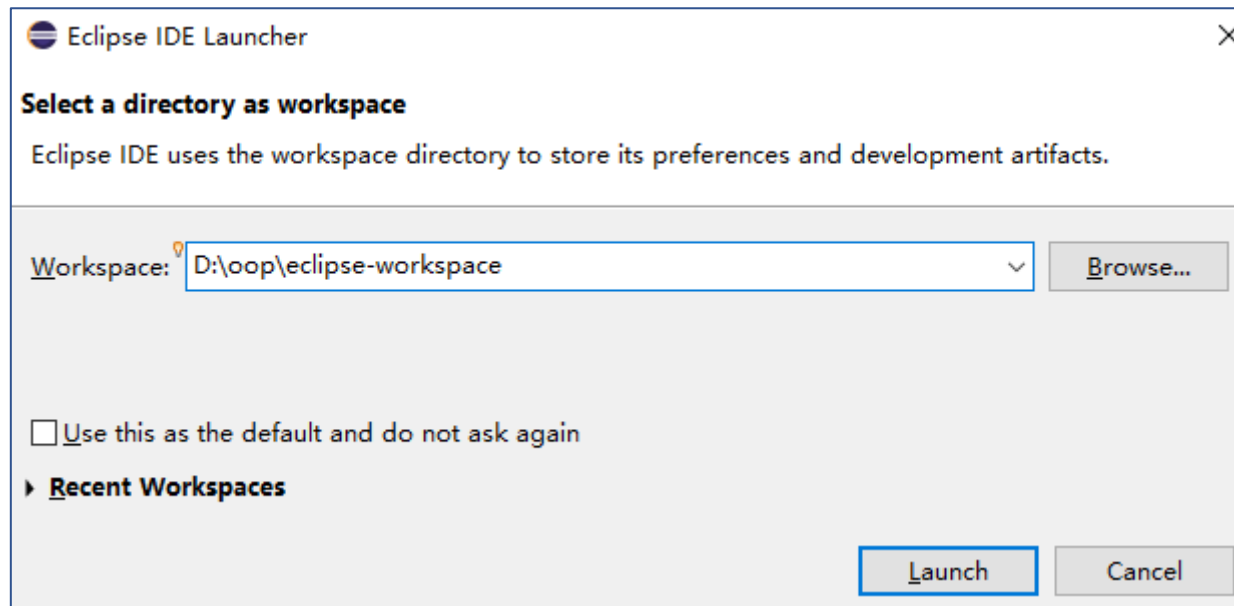 Eclipse IDE Launcher
Select a directory as workspace
Eclipse IDE uses the workspace directory to store its preferences and development artifacts.
Workspace: D:\oop\eclipse-workspace Browse...
Use this as the default and do not ask again
Recent Workspaces
Launch Cancel